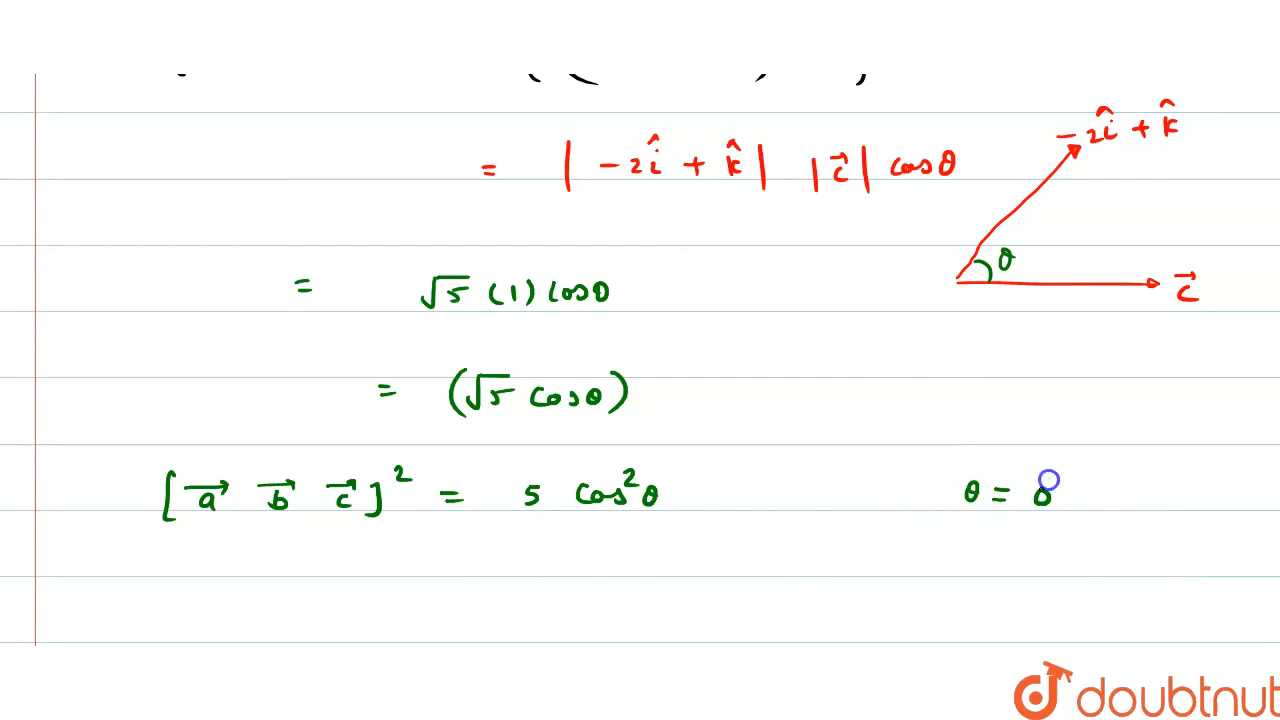 -2î + k̂
= | -2î + k̂ | |c⃗| cosθ
θ
c⃗
= √5 (1) cosθ
= (√5 cosθ)
[a⃗ b⃗ c⃗]² = 5 cos²θ θ = 0
doubtnut